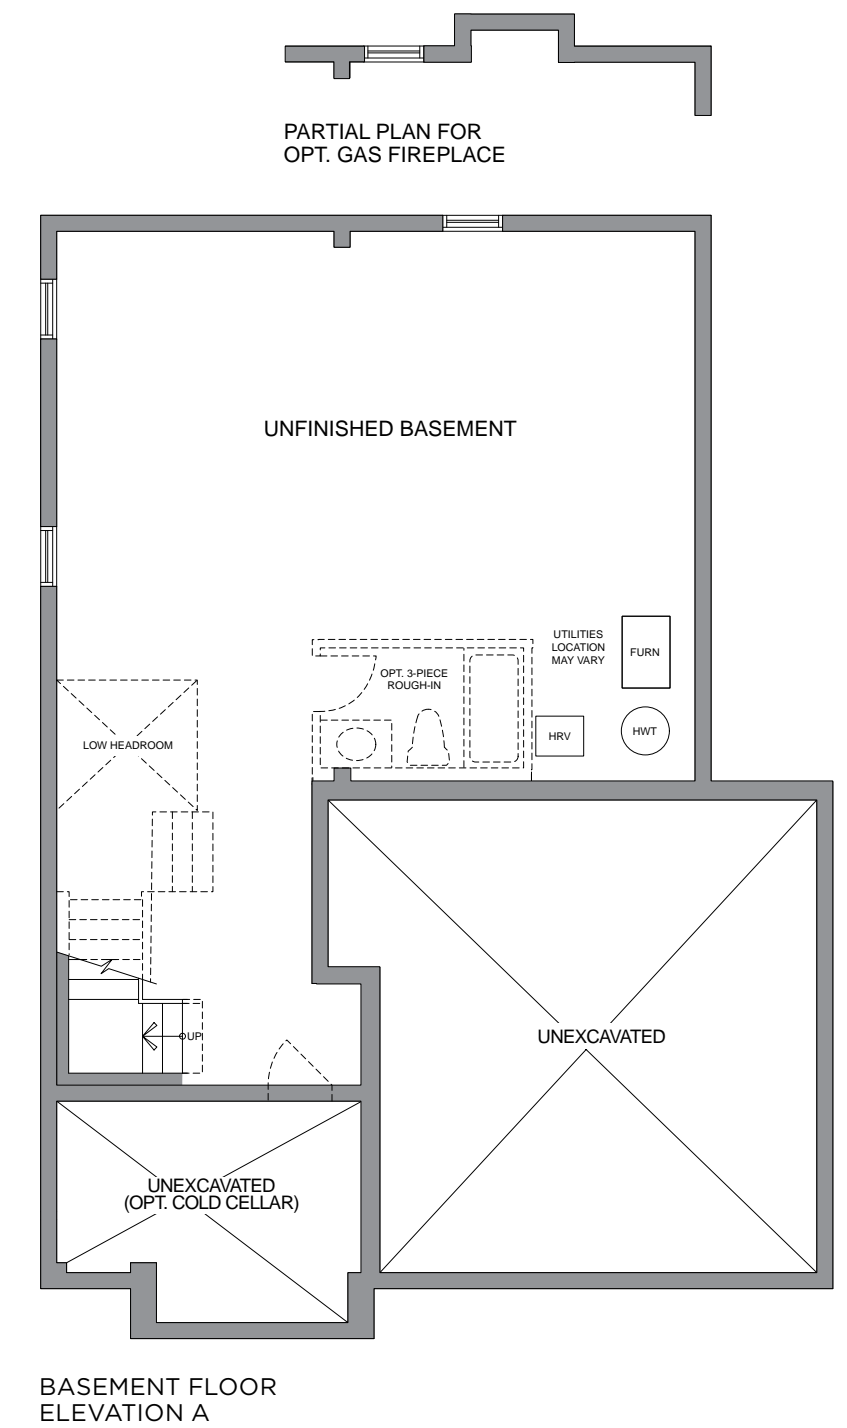 PARTIAL PLAN FOR
OPT. GAS FIREPLACE
UNFINISHED BASEMENT
UTILITIES
LOCATION
MAY VARY
FURN
OPT. 3-PIECE
ROUGH-IN
HRV
HWT
LOW HEADROOM
UP
UNEXCAVATED
UNEXCAVATED
(OPT. COLD CELLAR)
BASEMENT FLOOR
ELEVATION A